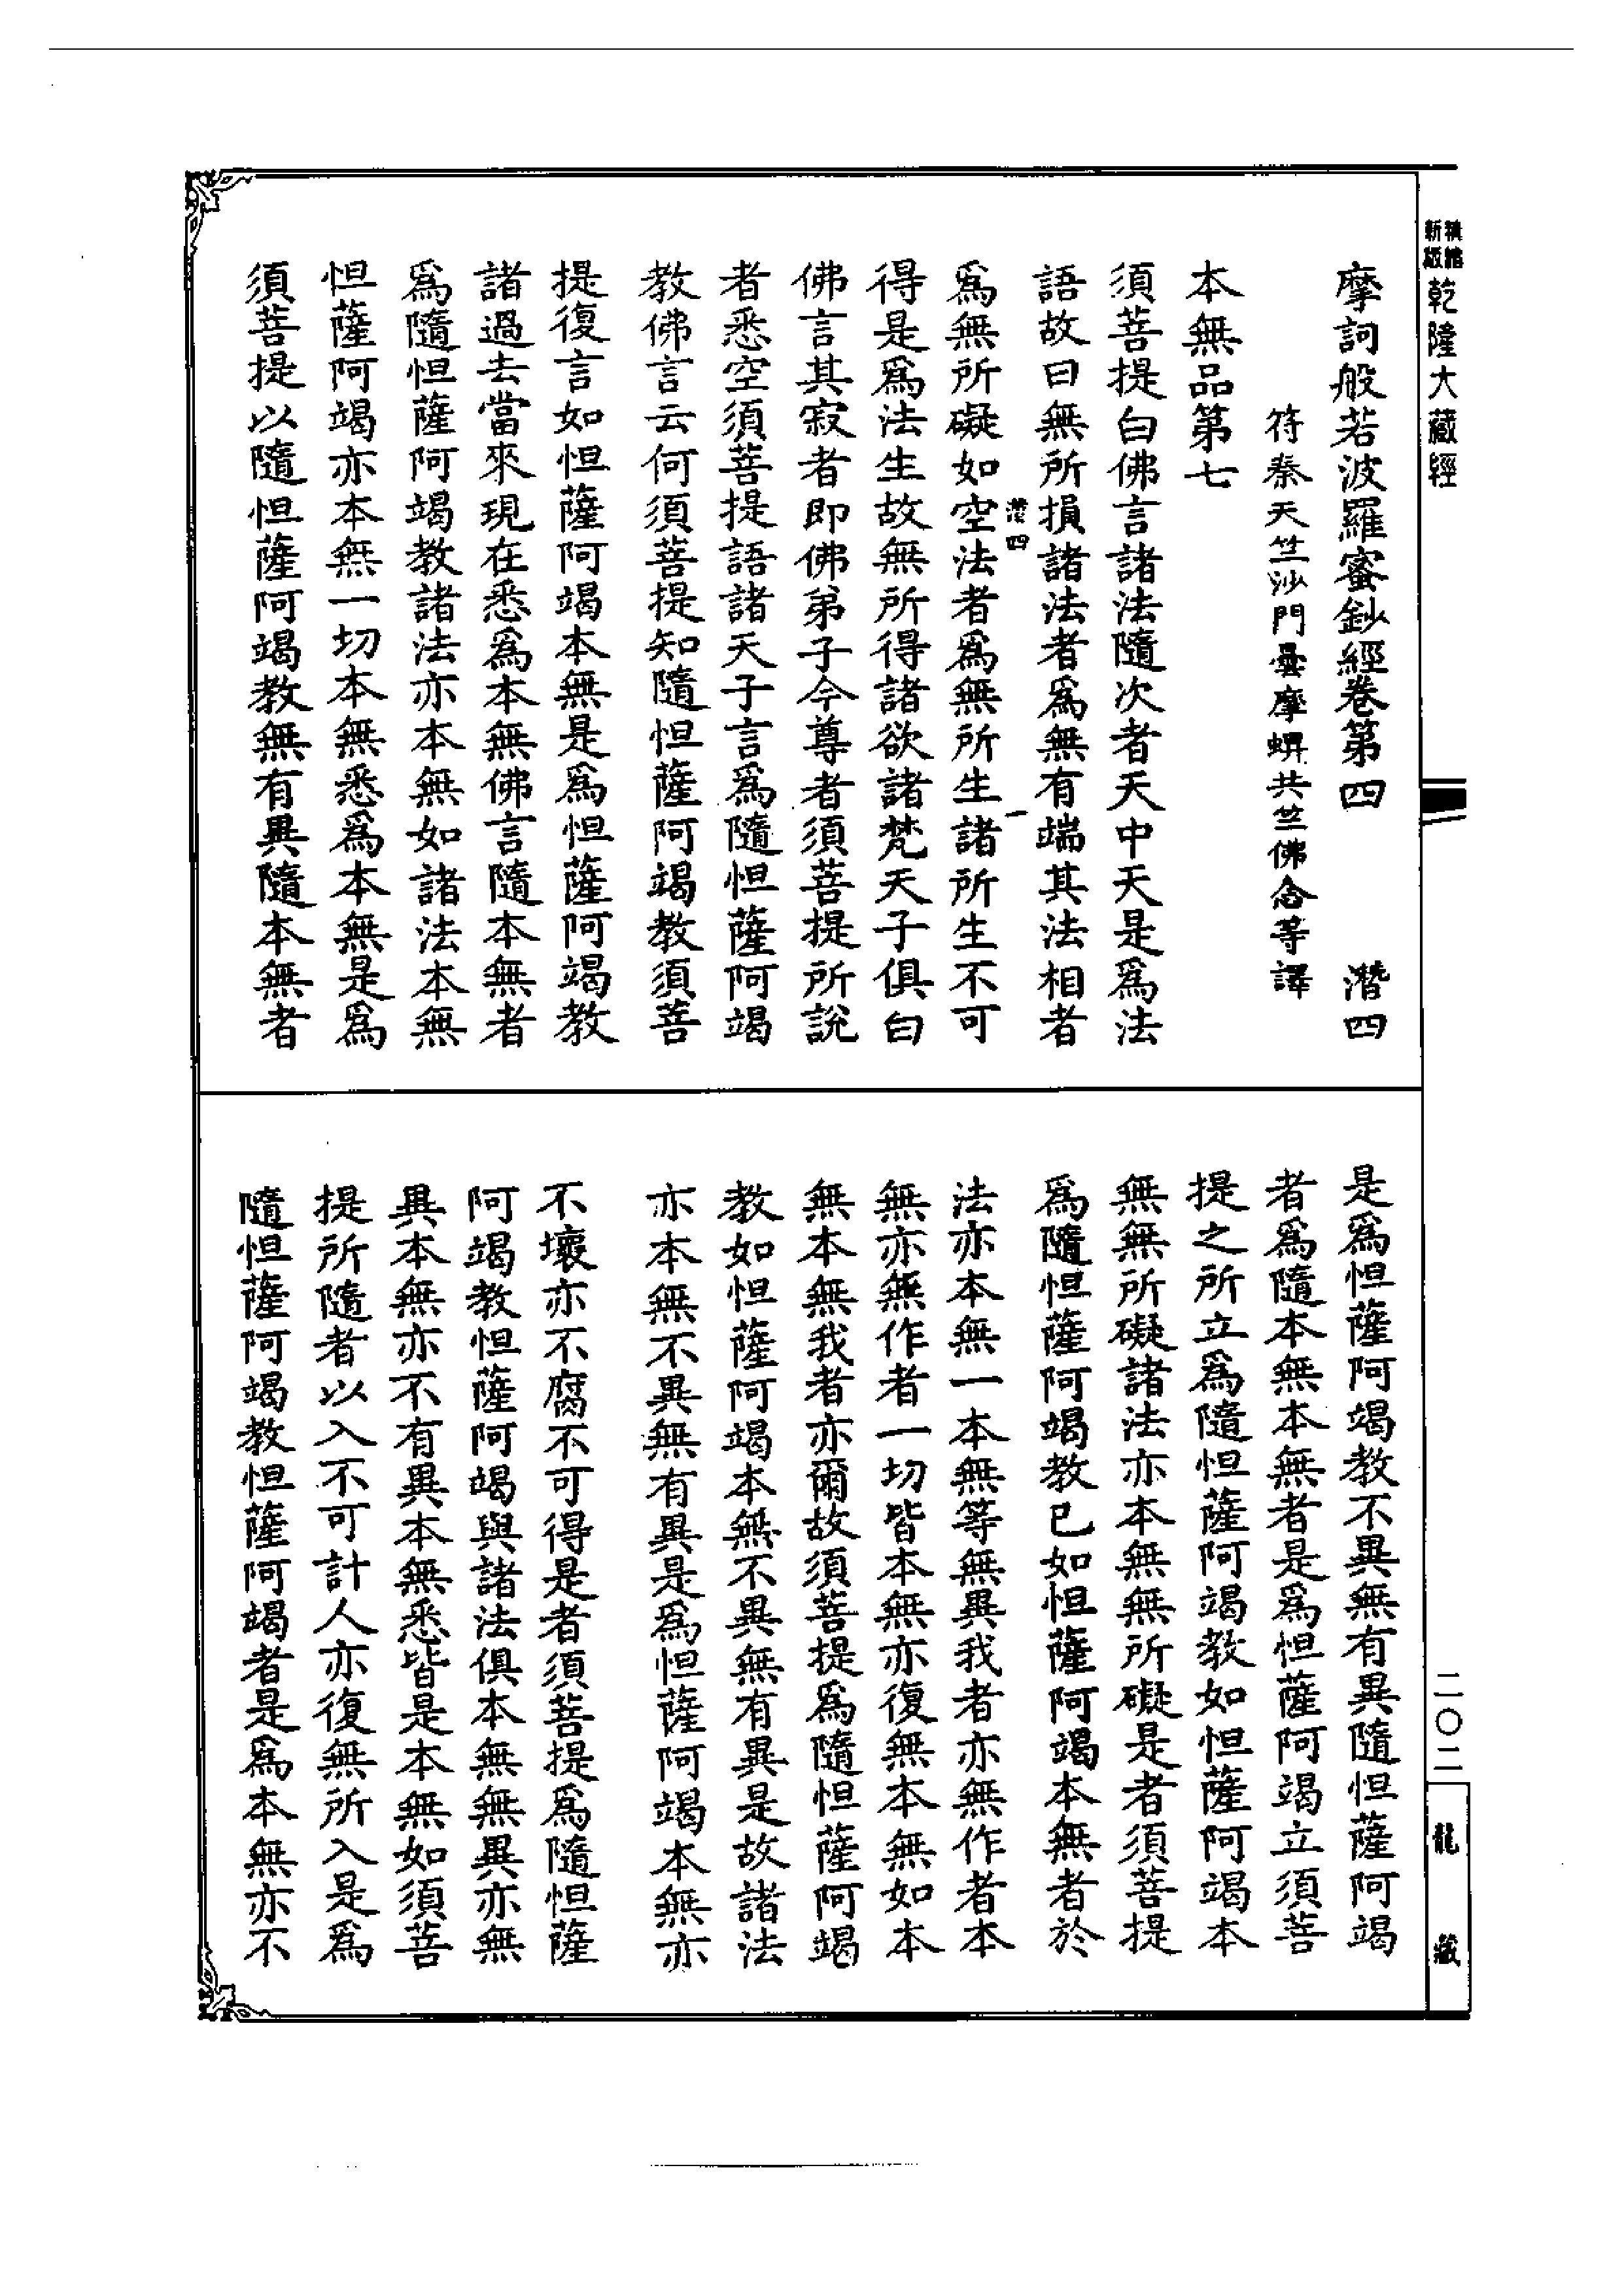 新版精縮乾隆大藏經
摩訶般若波羅蜜鈔經卷第四　潛四
符秦天竺沙門曇摩蜱共竺佛念等譯
本無品第七
須菩提白佛言諸法隨次者天中天是爲法
語故曰無所損諸法者爲無有端其法相者
潛四　一
爲無所礙如空法者爲無所生諸所生不可
得是爲法生故無所得諸欲諸梵天子俱白
佛言其寂者即佛弟子今尊者須菩提所說
者悉空須菩提語諸天子言爲隨怛薩阿竭
教佛言云何須菩提知隨怛薩阿竭教須菩
提復言如怛薩阿竭本無是爲怛薩阿竭教
諸過去當來現在悉爲本無佛言隨本無者
爲隨怛薩阿竭教諸法亦本無如諸法本無
怛薩阿竭亦本無一切本無悉爲本無是爲
須菩提以隨怛薩阿竭教無有異隨本無者
是爲怛薩阿竭教不異無有異隨怛薩阿竭
者爲隨本無本無者是爲怛薩阿竭立須菩
提之所立爲隨怛薩阿竭教如怛薩阿竭本
無無所礙諸法亦本無無所礙是者須菩提
爲隨怛薩阿竭教已如怛薩阿竭本無者於
法亦本無一本無等無異我者亦無作者本
無亦無作者一切皆本無亦復無本無如本
無本無我者亦爾故須菩提爲隨怛薩阿竭
教如怛薩阿竭本無不異無有異是故諸法
亦本無不異無有異是爲怛薩阿竭本無亦
不壞亦不腐不可得是者須菩提爲隨怛薩
阿竭教怛薩阿竭與諸法俱本無無異亦無
異本無亦不有異本無悉皆是本無如須菩
提所隨者以入不可計人亦復無所入是爲
隨怛薩阿竭教怛薩阿竭者是爲本無亦不
二〇二
龍藏